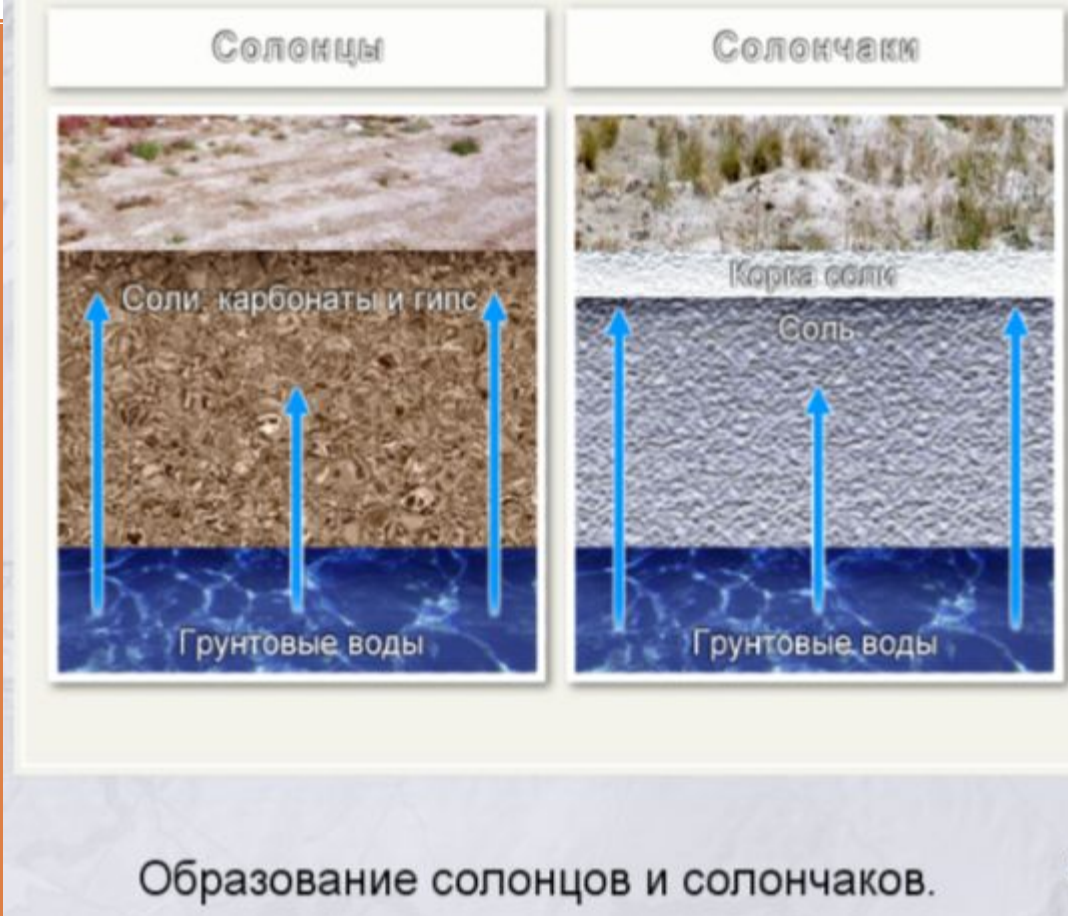 Солонцы
Солончаки
Соли, карбонаты и гипс
Грунтовые воды
Корка соли
Соль
Грунтовые воды
Образование солонцов и солончаков.